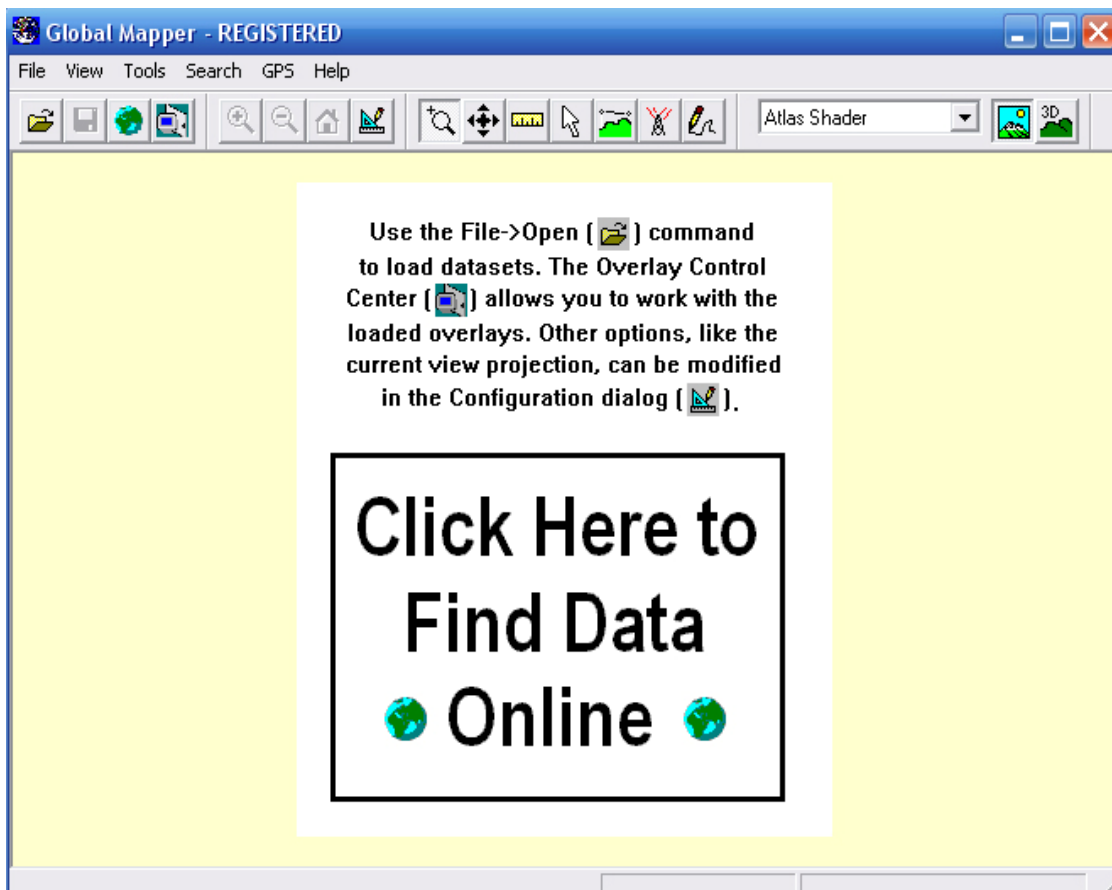 Global Mapper - REGISTERED
File View Tools Search GPS Help
Atlas Shader
3D
Use the File->Open ( ) command
to load datasets. The Overlay Control
Center ( ) allows you to work with the
loaded overlays. Other options, like the
current view projection, can be modified
in the Configuration dialog ( ).
Click Here to
Find Data
Online